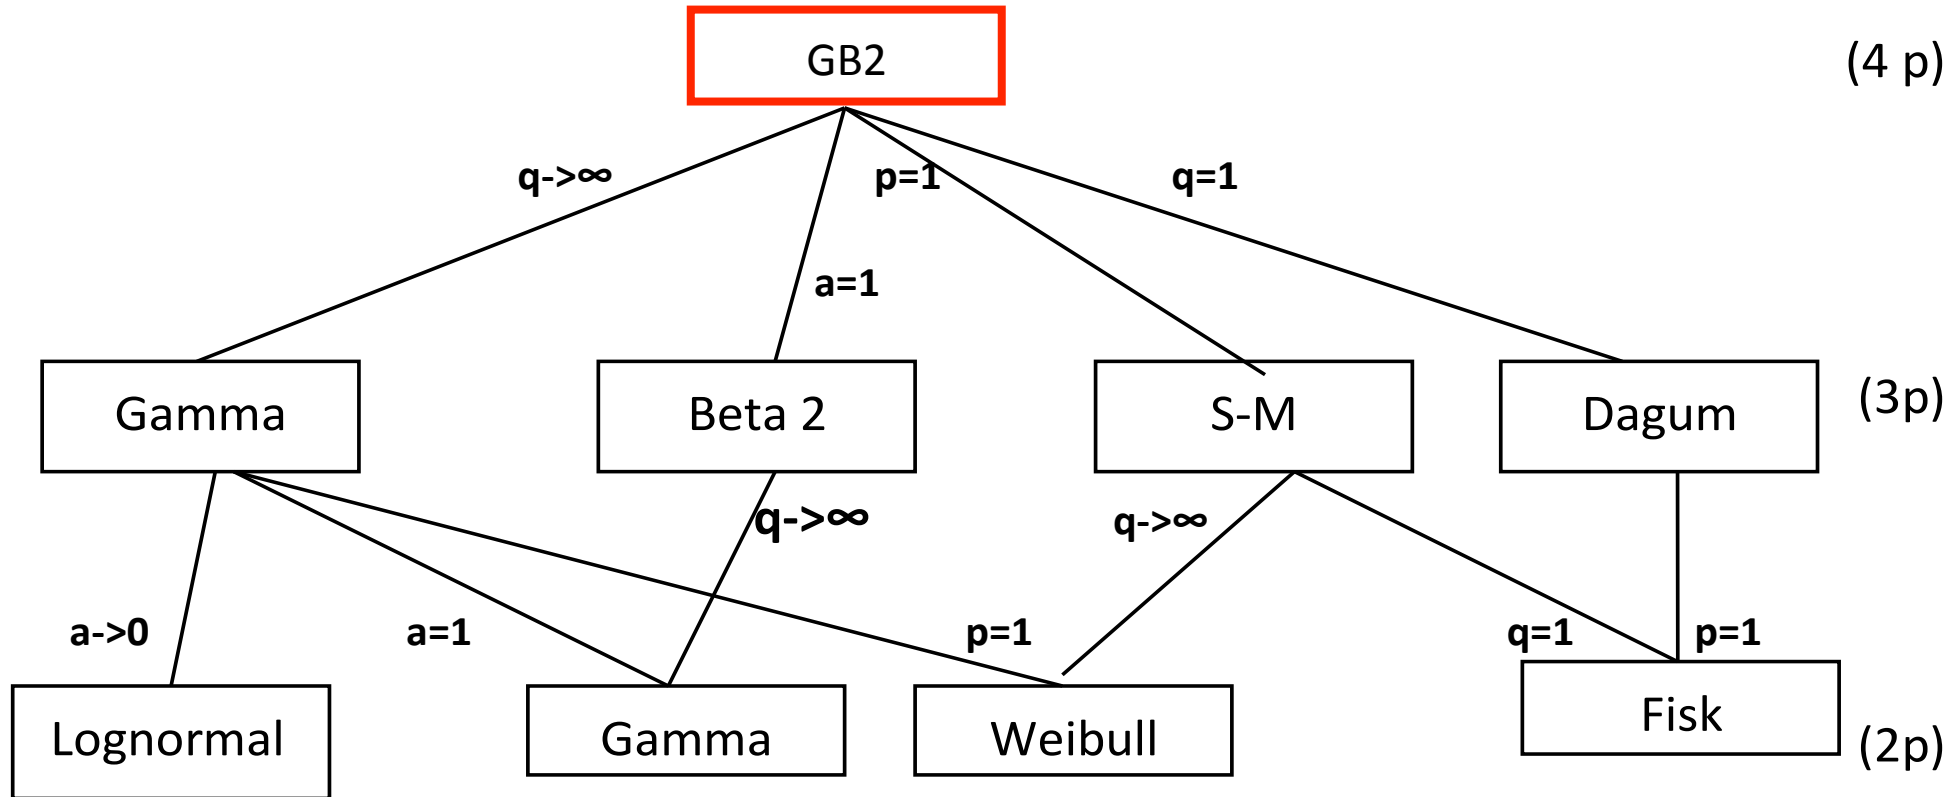 GB2
(4 p)
q->∞
p=1
q=1
a=1
Gamma
Beta 2
S-M
Dagum
(3p)
q->∞
q->∞
a->0
a=1
p=1
q=1
p=1
Lognormal
Gamma
Weibull
Fisk
(2p)